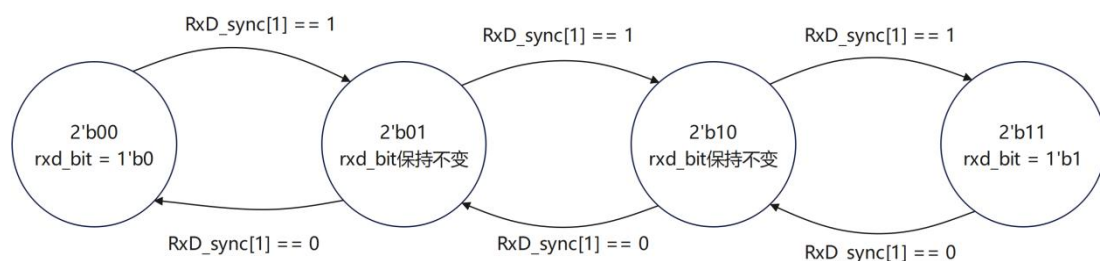 RxD_sync[1] == 1
RxD_sync[1] == 1
RxD_sync[1] == 1
2'b00
rxd_bit = 1'b0
2'b01
rxd_bit保持不变
2'b10
rxd_bit保持不变
2'b11
rxd_bit = 1'b1
RxD_sync[1] == 0
RxD_sync[1] == 0
RxD_sync[1] == 0